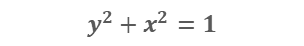 y² + x² = 1